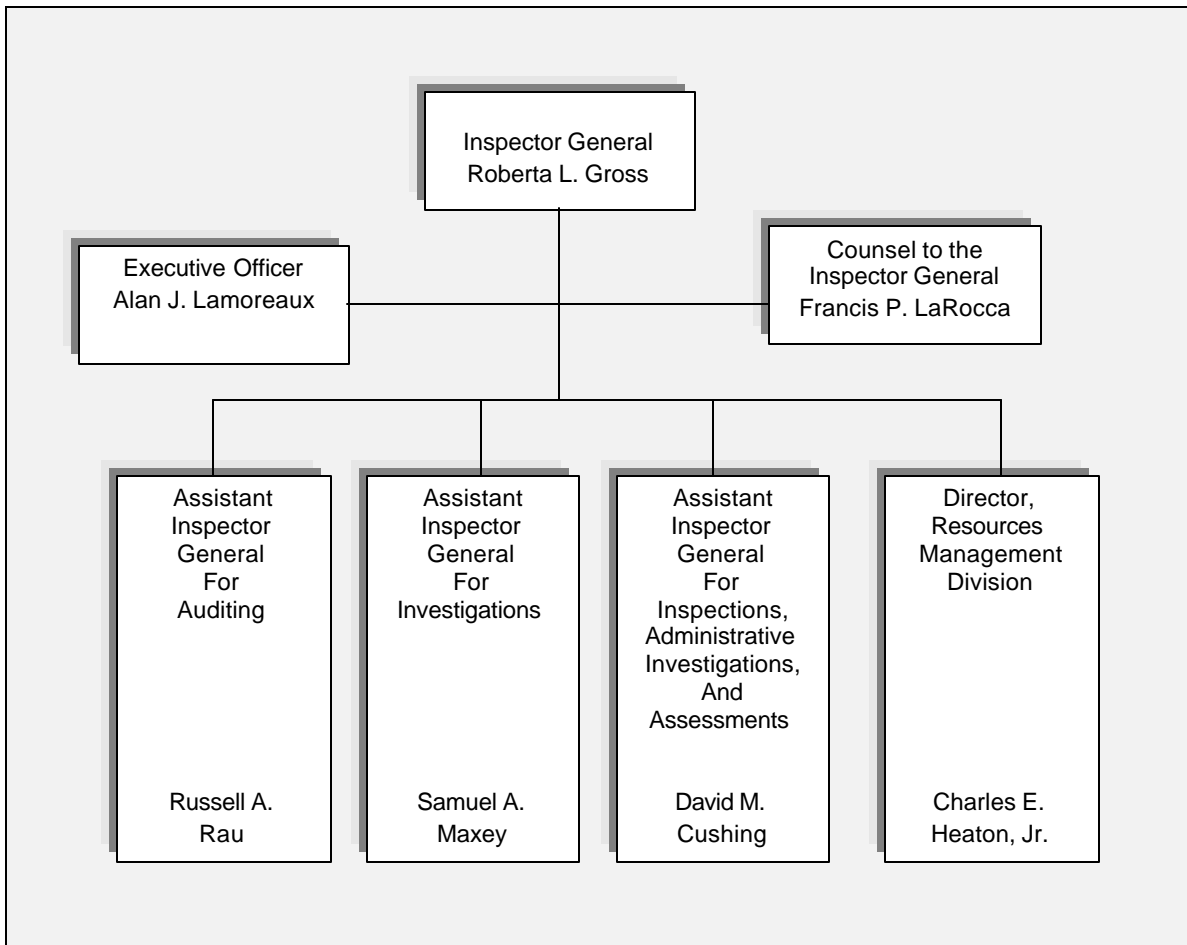 Inspector General
Roberta L. Gross
Executive Officer
Alan J. Lamoreaux
Counsel to the
Inspector General
Francis P. LaRocca
Assistant
Inspector
General
For
Auditing
Russell A.
Rau
Assistant
Inspector
General
For
Investigations
Samuel A.
Maxey
Assistant
Inspector
General
For
Inspections,
Administrative
Investigations,
And
Assessments
David M.
Cushing
Director,
Resources
Management
Division
Charles E.
Heaton, Jr.